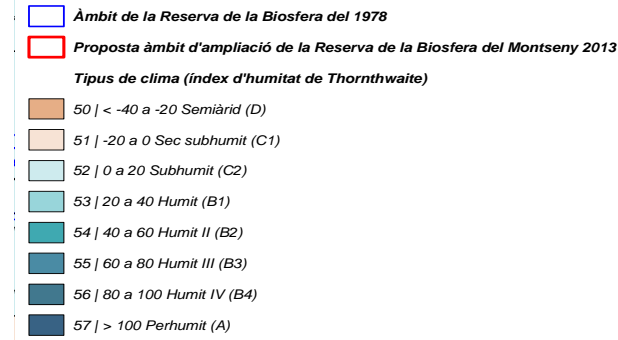 Àmbit de la Reserva de la Biosfera del 1978
Proposta àmbit d'ampliació de la Reserva de la Biosfera del Montseny 2013
Tipus de clima (índex d'humitat de Thornthwaite)
50 | < -40 a -20 Semiàrid (D)
51 | -20 a 0 Sec subhumit (C1)
52 | 0 a 20 Subhumit (C2)
53 | 20 a 40 Humit (B1)
54 | 40 a 60 Humit II (B2)
55 | 60 a 80 Humit III (B3)
56 | 80 a 100 Humit IV (B4)
57 | > 100 Perhumit (A)